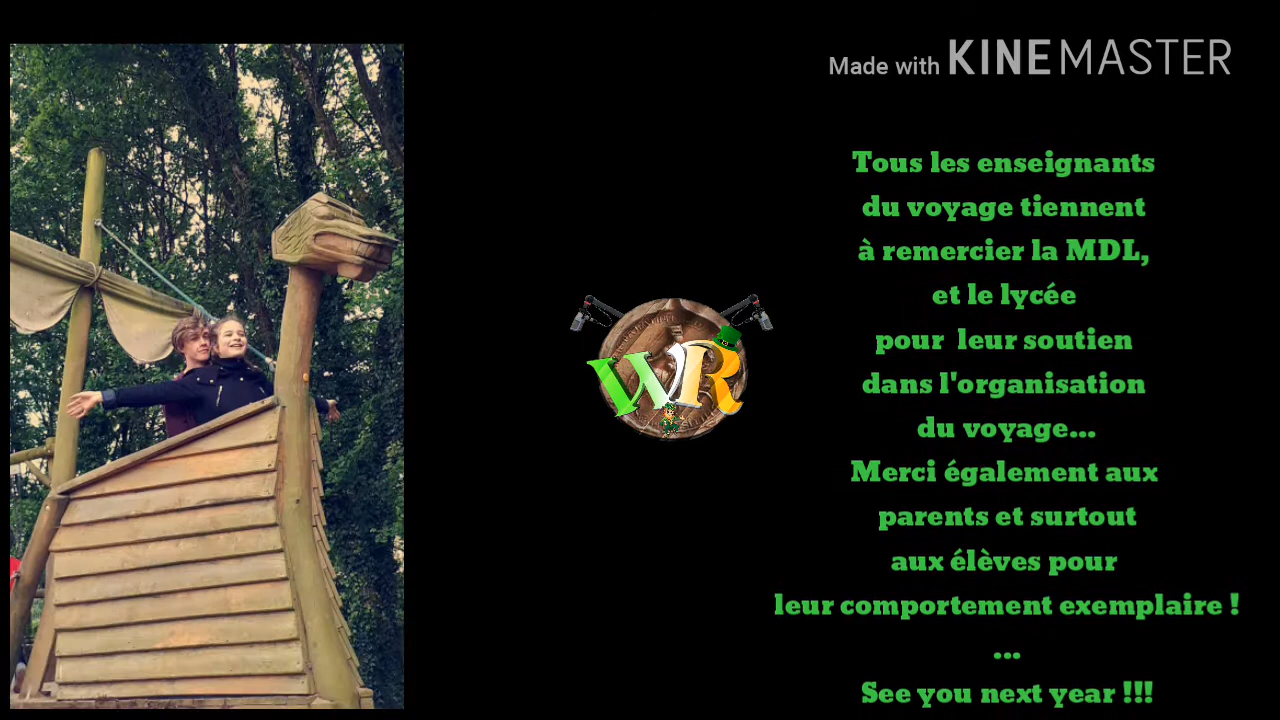 Made with KINEMASTER
Tous les enseignants
du voyage tiennent
à remercier la MDL,
et le lycée
pour leur soutien
dans l'organisation
du voyage...
Merci également aux
parents et surtout
aux élèves pour
leur comportement exemplaire !
...
See you next year !!!
WR